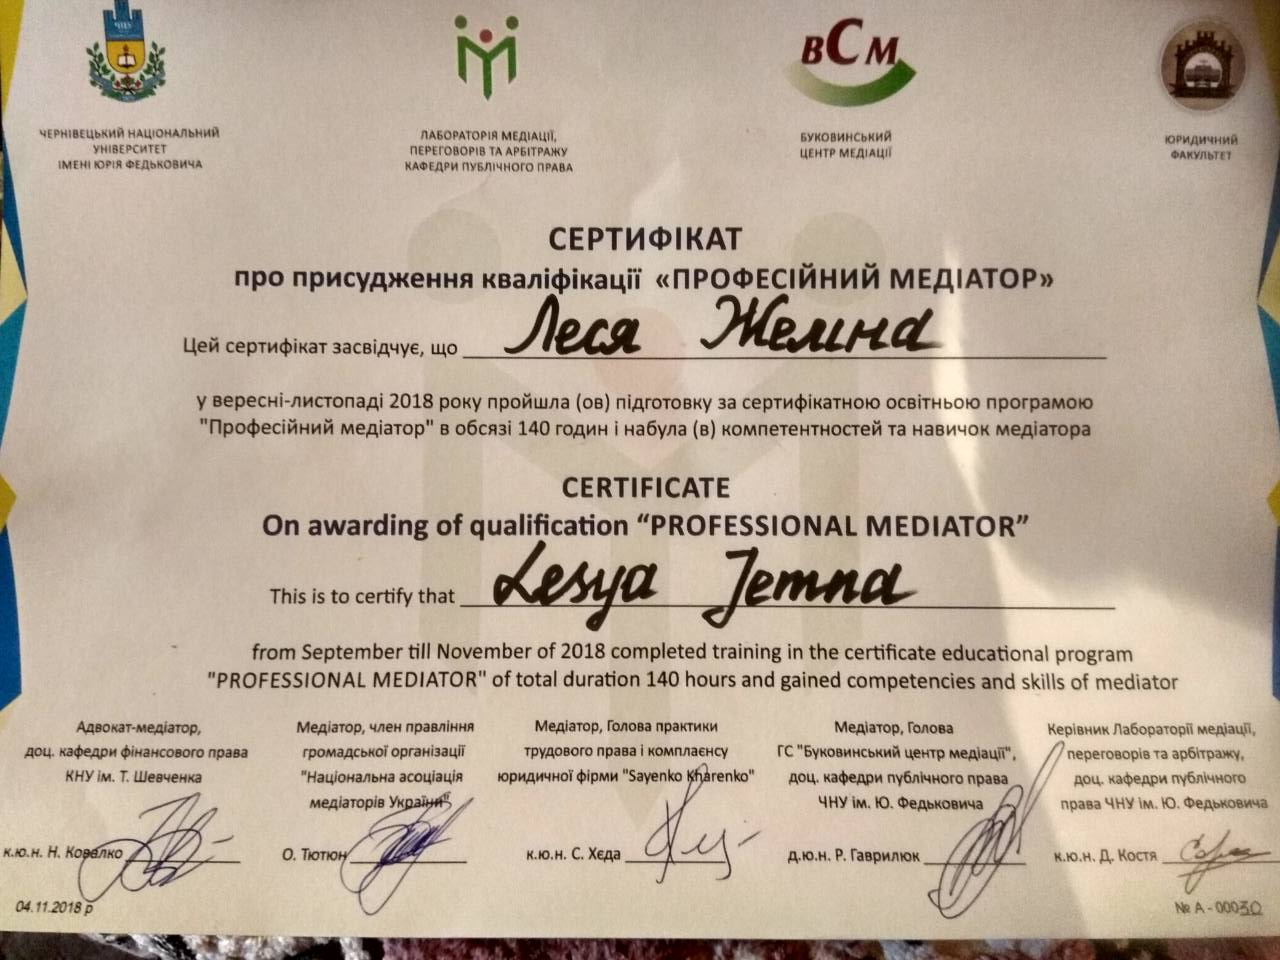 ЧЕРНІВЕЦЬКИЙ НАЦІОНАЛЬНИЙ
УНІВЕРСИТЕТ
ІМЕНІ ЮРІЯ ФЕДЬКОВИЧА
ЛАБОРАТОРІЯ МЕДІАЦІЇ,
ПЕРЕГОВОРІВ ТА АРБІТРАЖУ
КАФЕДРИ ПУБЛІЧНОГО ПРАВА
ВСМ
БУКОВИНСЬКИЙ
ЦЕНТР МЕДІАЦІЇ
ЮРИДИЧНИЙ
ФАКУЛЬТЕТ
СЕРТИФІКАТ
про присудження кваліфікації «ПРОФЕСІЙНИЙ МЕДІАТОР»
Цей сертифікат засвідчує, що Леся
у вересні-листопаді 2018 року пройшла (ов) підготовку за сертифікатною освітньою програмою
"Професійний медіатор" в обсязі 140 годин і набула (в) компетентностей та навичок медіатора
CERTIFICATE
On awarding of qualification “PROFESSIONAL MEDIATOR”
This is to certify that Lesya
from September till November of 2018 completed training in the certificate educational program
"PROFESSIONAL MEDIATOR" of total duration 140 hours and gained competencies and skills of mediator
Адвокат-медіатор,
доц. кафедри фінансового права
КНУ ім. Т. Шевченка
к.ю.н. Н. Ковалко
Медіатор, член правління
громадської організації
"Національна асоціація
медіаторів України"
О. Тютюн
Медіатор, Голова практики
трудового права і комплаєнсу
юридичної фірми "Sayenko Kharenko"
к.ю.н. С. Хєда
Медіатор, Голова
ГС "Буковинський центр медіації",
доц. кафедри публічного права
ЧНУ ім. Ю. Федьковича
д.ю.н. Р. Гаврилюк
Керівник Лабораторії медіації,
переговорів та арбітражу,
доц. кафедри публічного
права ЧНУ ім. Ю. Федьковича
к.ю.н. Д. Костя
04.11.2018 р
№ А - 00030